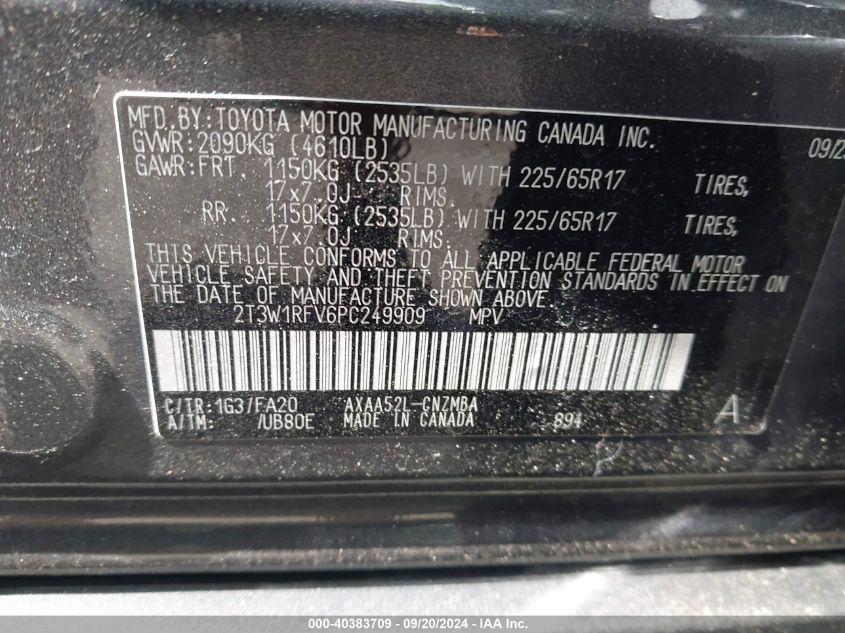 MFD.BY:TOYOTA MOTOR MANUFACTURING CANADA INC.
GVWR:2090KG (4610LB) 09/23
GAWR:FRT. 1150KG (2535LB) WITH 225/65R17 TIRES,
17x7.0J RIMS.
RR. 1150KG (2535LB) WITH 225/65R17 TIRES,
17x7.0J RIMS.
THIS VEHICLE CONFORMS TO ALL APPLICABLE FEDERAL MOTOR
VEHICLE SAFETY AND THEFT PREVENTION STANDARDS IN EFFECT ON
THE DATE OF MANUFACTURE SHOWN ABOVE.
2T3W1RFV6PC249909 MPV
C/TR:1G3/FA20 AXAA52L-CNZMBA A
A/TM: /UB80E MADE IN CANADA 894
000-40383709 - 09/20/2024 - IAA Inc.